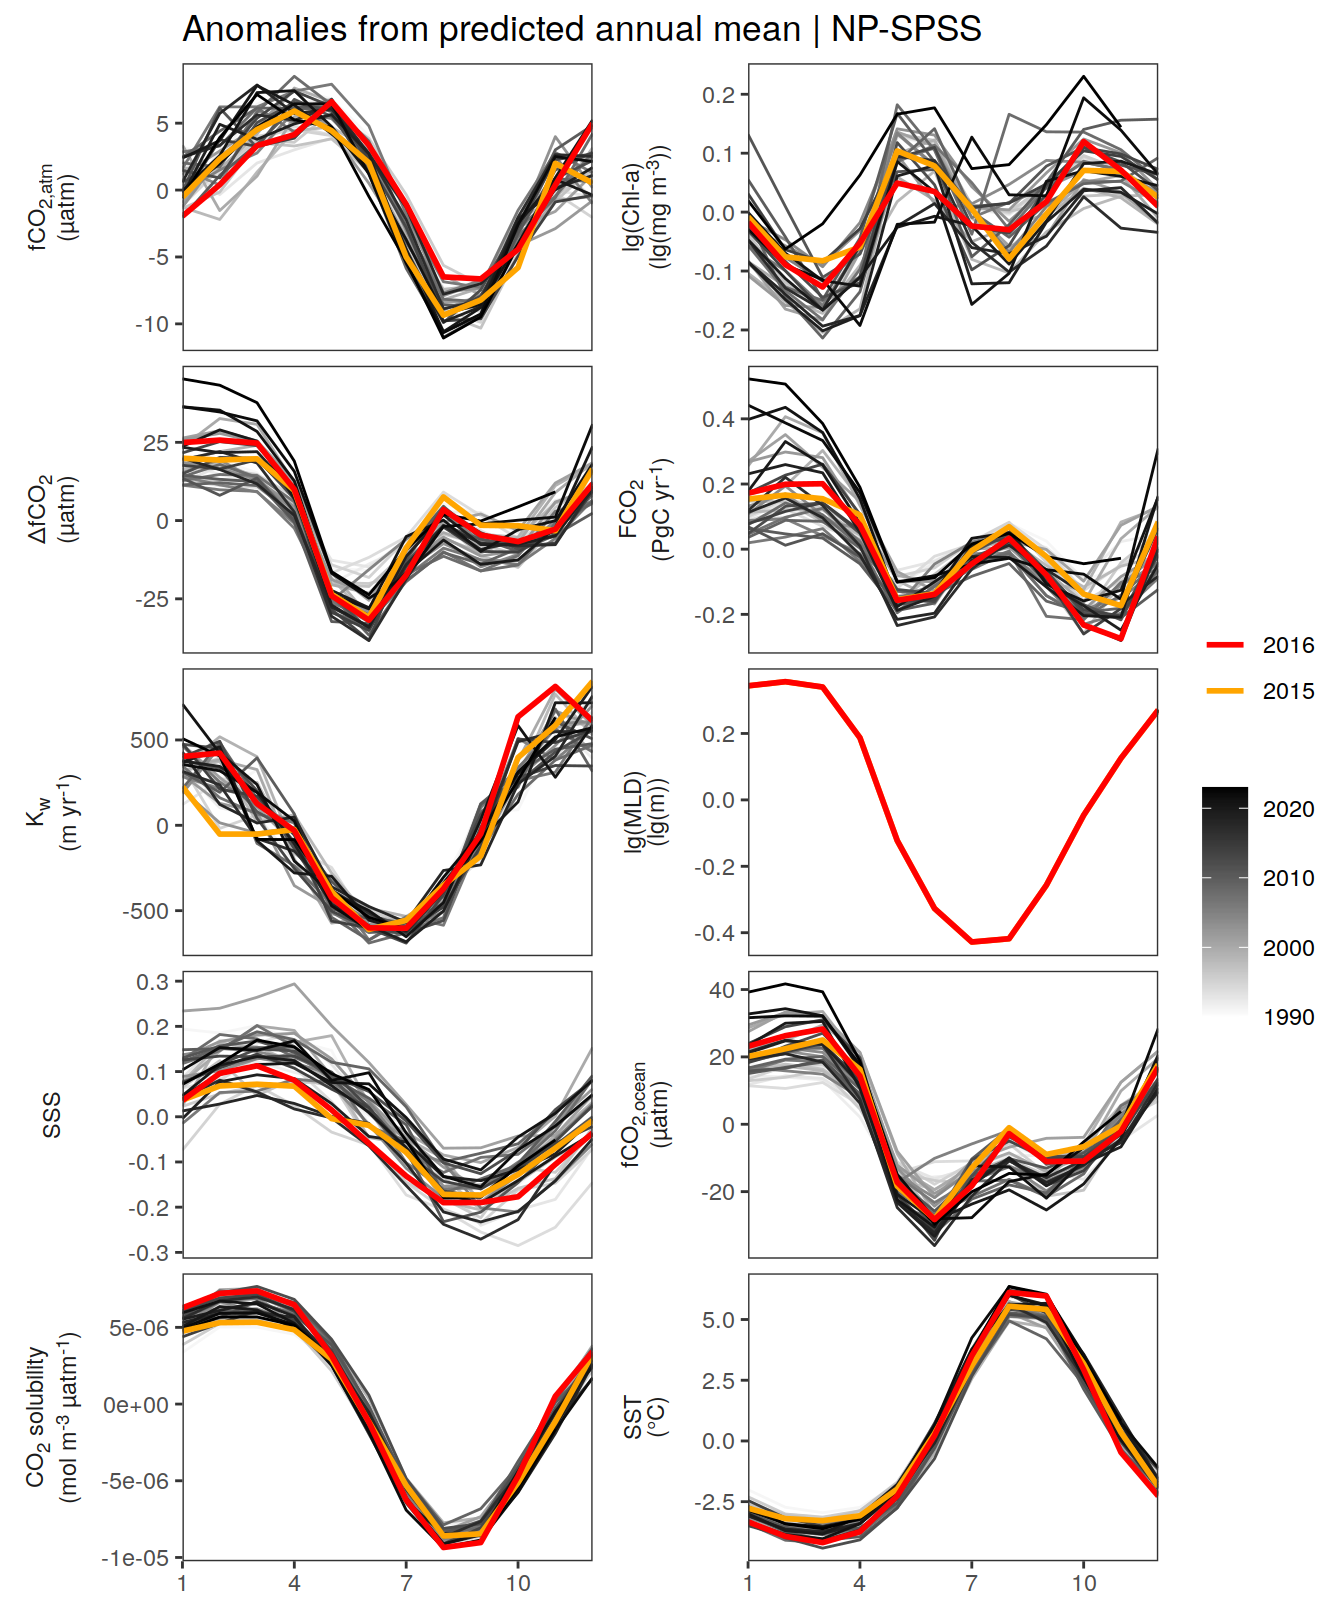 Anomalies from predicted annual mean | NP-SPSS
fCO2,atm
(µatm)
5
0
-5
-10
lg(Chl-a)
(lg(mg m-3))
0.2
0.1
0.0
-0.1
-0.2
ΔfCO2
(µatm)
25
0
-25
FCO2
(PgC yr-1)
0.4
0.2
0.0
-0.2
Kw
(m yr-1)
500
0
-500
lg(MLD)
(lg(m))
0.2
0.0
-0.2
-0.4
SSS
0.3
0.2
0.1
0.0
-0.1
-0.2
-0.3
fCO2,ocean
(µatm)
40
20
0
-20
CO2 solubility
(mol m-3 µatm-1)
5e-06
0e+00
-5e-06
-1e-05
1
4
7
10
SST
(°C)
5.0
2.5
0.0
-2.5
1
4
7
10
2016
2015
2020
2010
2000
1990